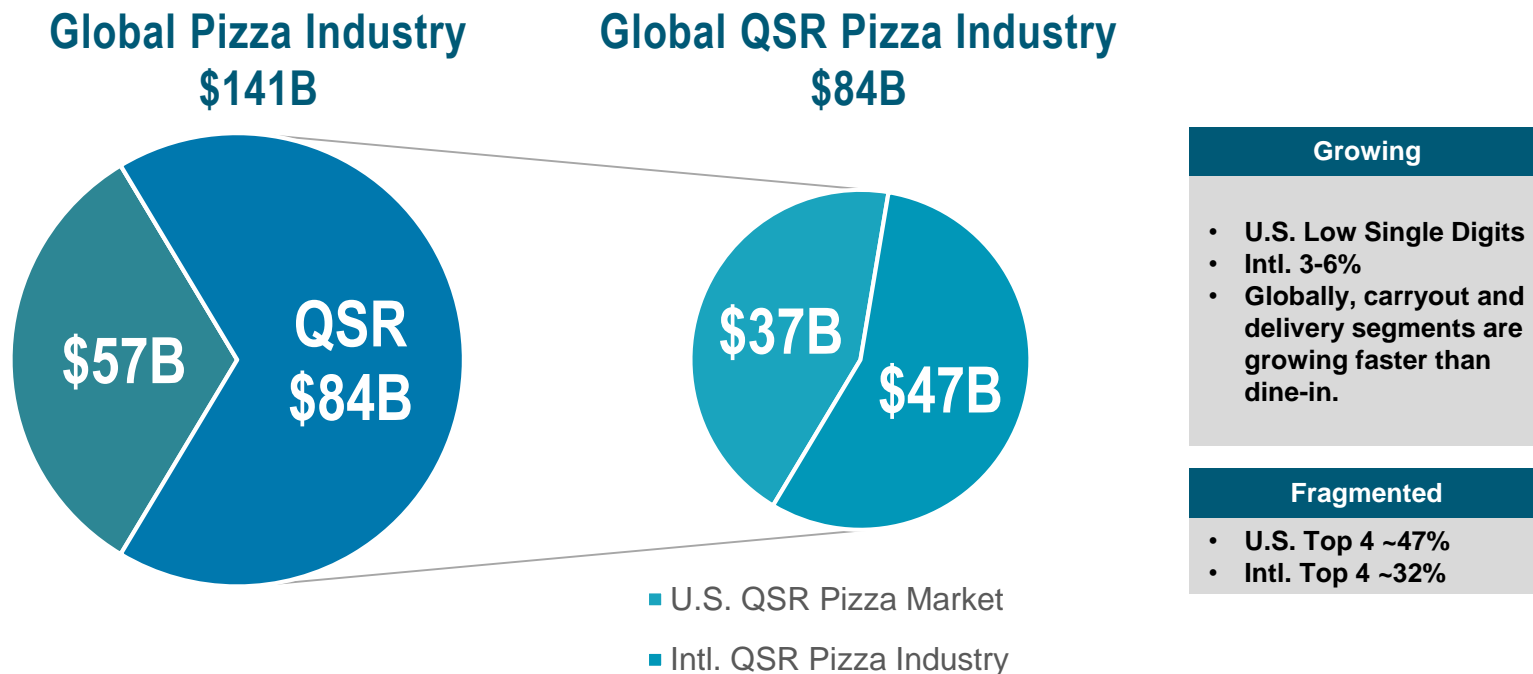 Global Pizza Industry
$141B
Global QSR Pizza Industry
$84B
$57B
QSR
$84B
$37B
$47B
U.S. QSR Pizza Market
Intl. QSR Pizza Industry
Growing
• U.S. Low Single Digits
• Intl. 3-6%
• Globally, carryout and
delivery segments are
growing faster than
dine-in.
Fragmented
• U.S. Top 4 ~47%
• Intl. Top 4 ~32%